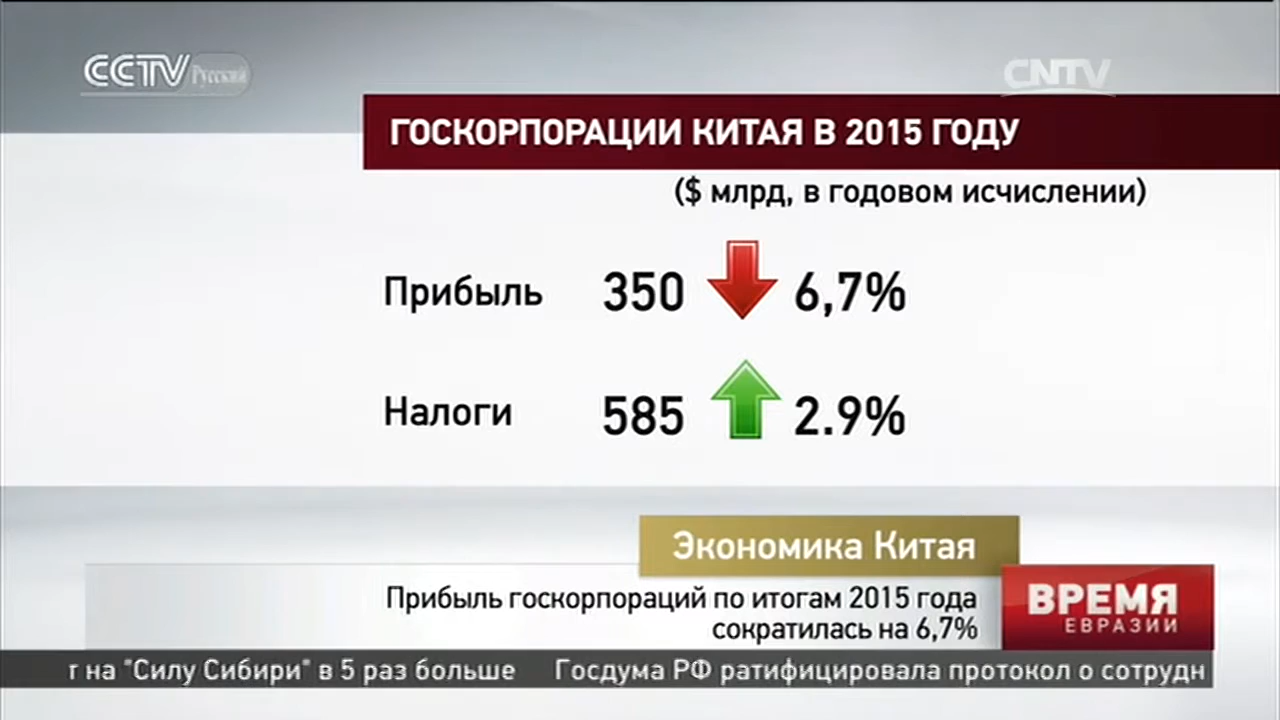 CCTV Русский
CNTV
ГОСКОРПОРАЦИИ КИТАЯ В 2015 ГОДУ
($ млрд, в годовом исчислении)
Прибыль 350 6,7%
Налоги 585 2.9%
Экономика Китая
Прибыль госкорпораций по итогам 2015 года
сократилась на 6,7%
ВРЕМЯ
ЕВРАЗИИ
т на "Силу Сибири" в 5 раз больше Госдума РФ ратифицировала протокол о сотрудн